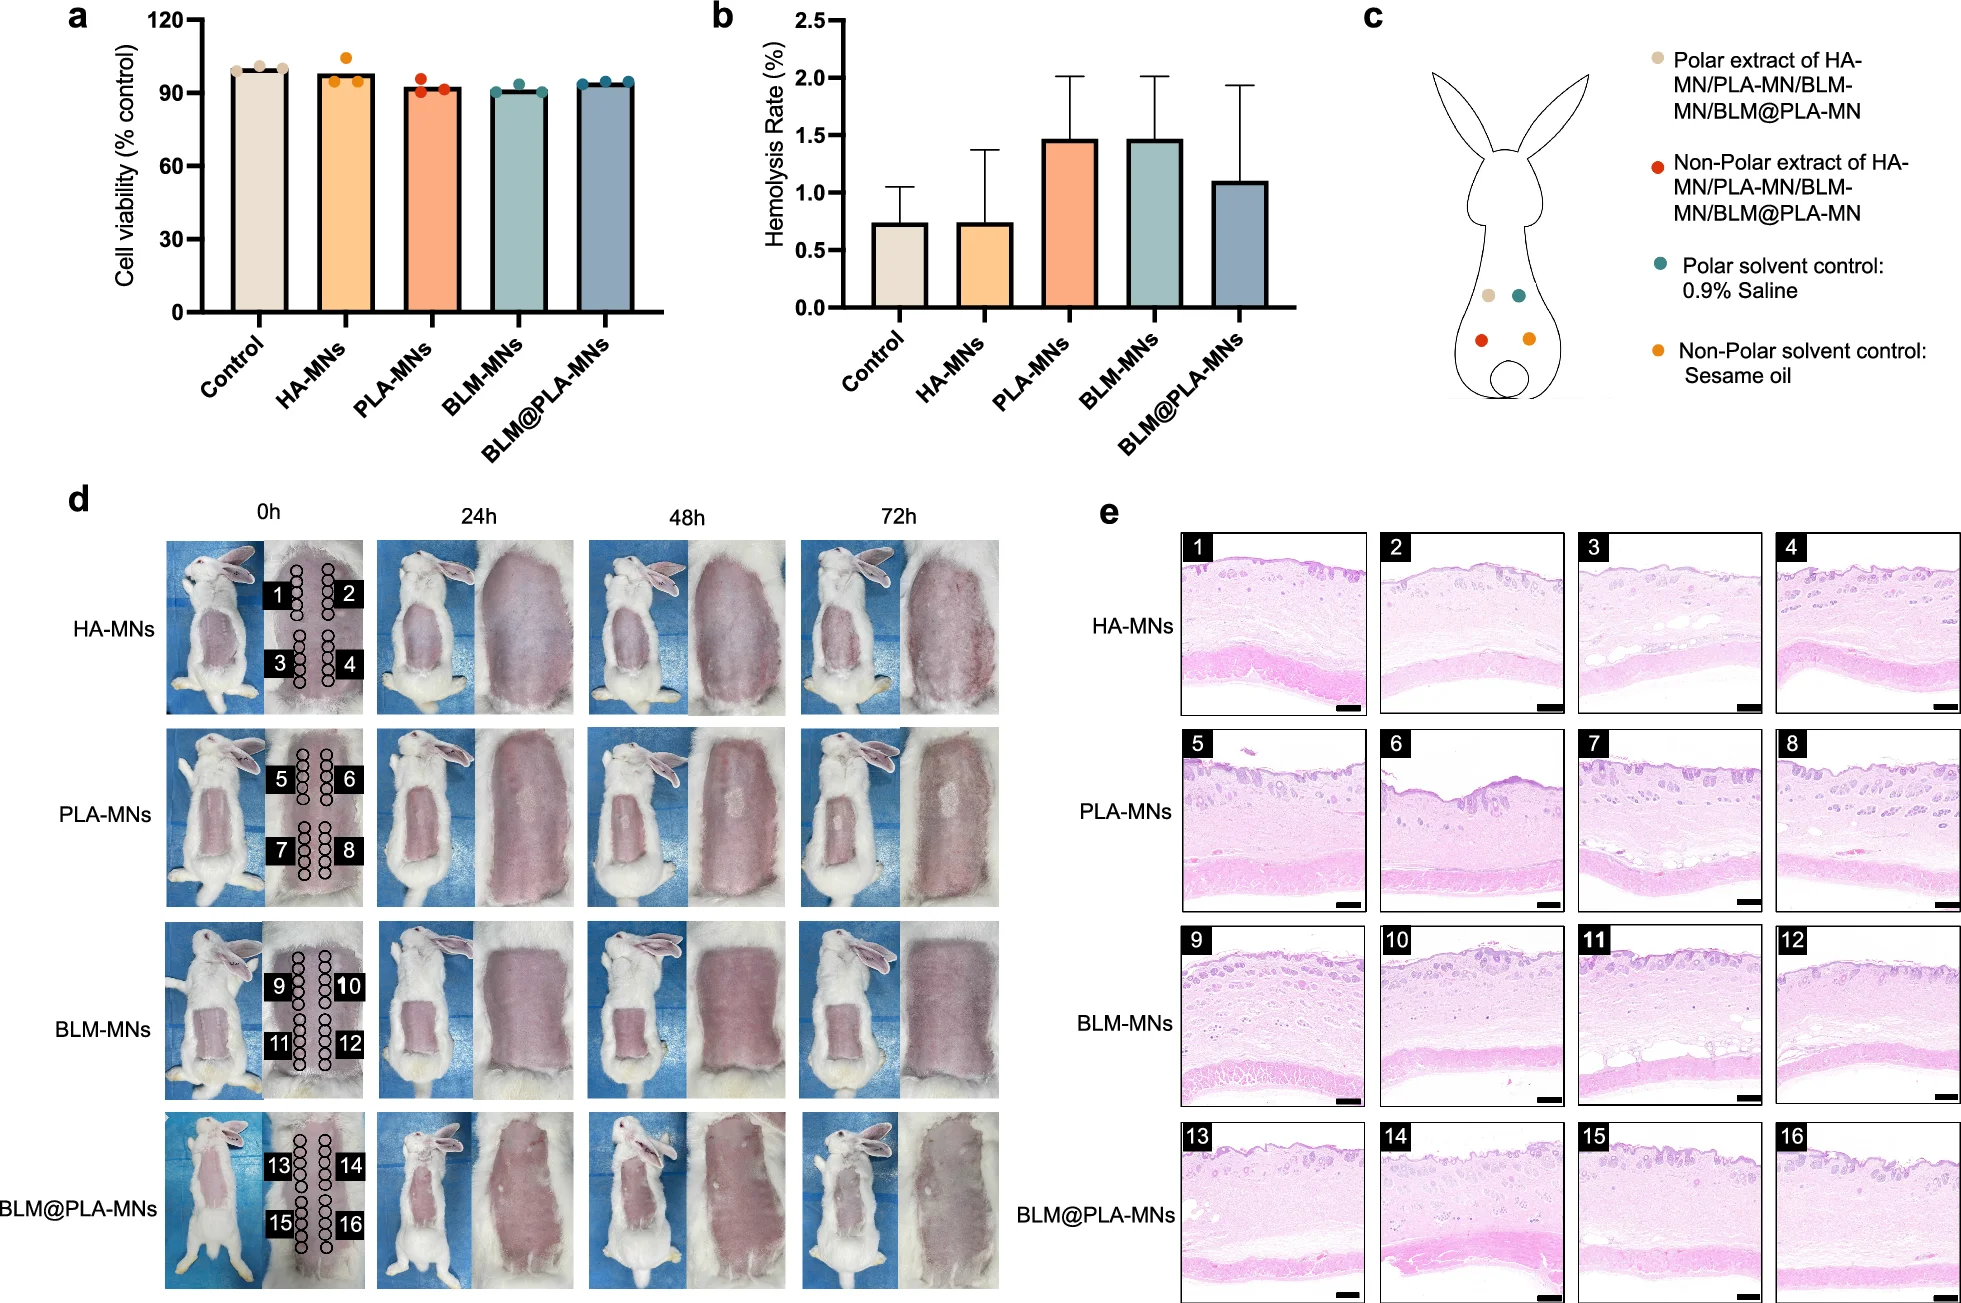 a
120
90
60
30
0
Cell viability (% control)
Control
HA-MNs
PLA-MNs
BLM-MNs
BLM@PLA-MNs
b
2.5
2.0
1.5
1.0
0.5
0.0
Hemolysis Rate (%)
Control
HA-MNs
PLA-MNs
BLM-MNs
BLM@PLA-MNs
c
Polar extract of HA-
MN/PLA-MN/BLM-
MN/BLM@PLA-MN
Non-Polar extract of HA-
MN/PLA-MN/BLM-
MN/BLM@PLA-MN
Polar solvent control:
0.9% Saline
Non-Polar solvent control:
Sesame oil
d
0h
24h
48h
72h
HA-MNs
1
2
3
4
PLA-MNs
5
6
7
8
BLM-MNs
9
10
11
12
BLM@PLA-MNs
13
14
15
16
e
HA-MNs
1
2
3
4
PLA-MNs
5
6
7
8
BLM-MNs
9
10
11
12
BLM@PLA-MNs
13
14
15
16